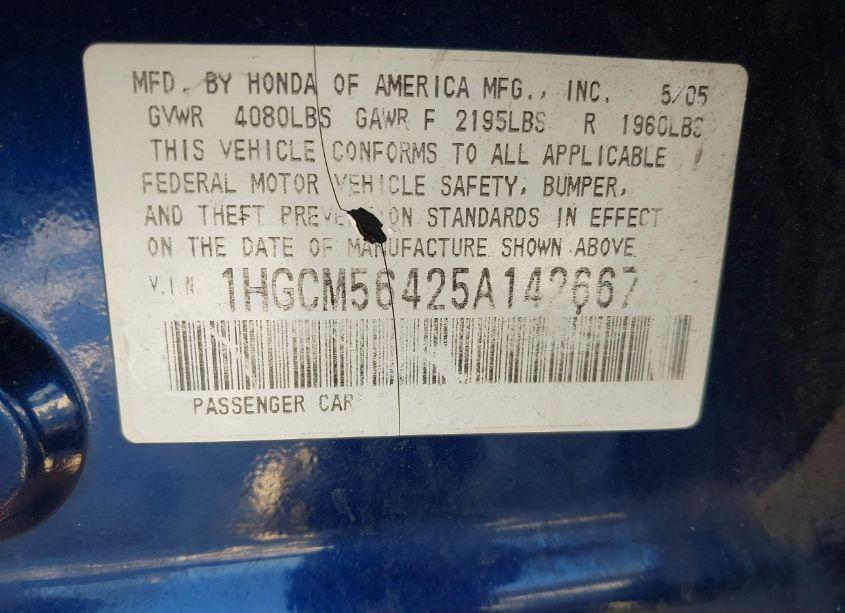 MFD. BY HONDA OF AMERICA MFG., INC. 5/05
GVWR 4080LBS GAWR F 2195LBS R 1960LBS
THIS VEHICLE CONFORMS TO ALL APPLICABLE
FEDERAL MOTOR VEHICLE SAFETY, BUMPER,
AND THEFT PREVENTION STANDARDS IN EFFECT
ON THE DATE OF MANUFACTURE SHOWN ABOVE
V.I.N. 1HGCM56425A142667
PASSENGER CAR